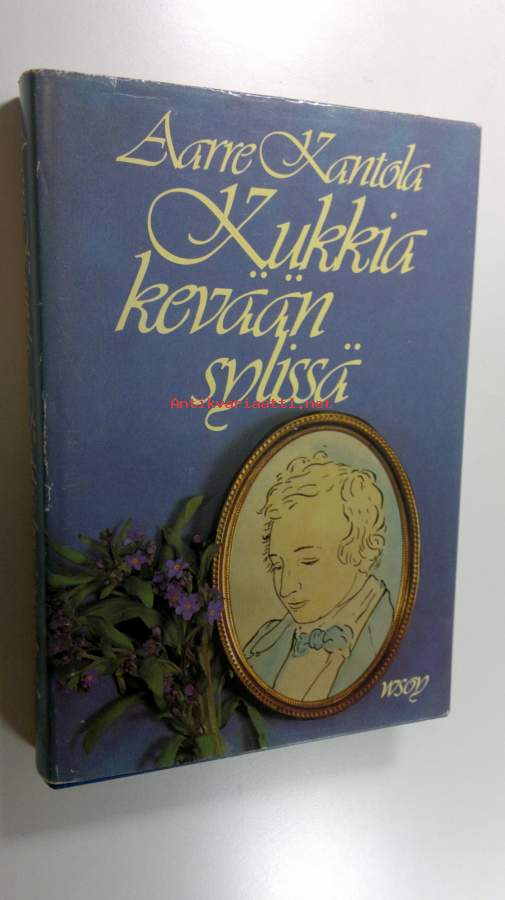 Aarre Kantola
Kukkia
kevään
sylissä
Antikvariaatti.net
WSOY